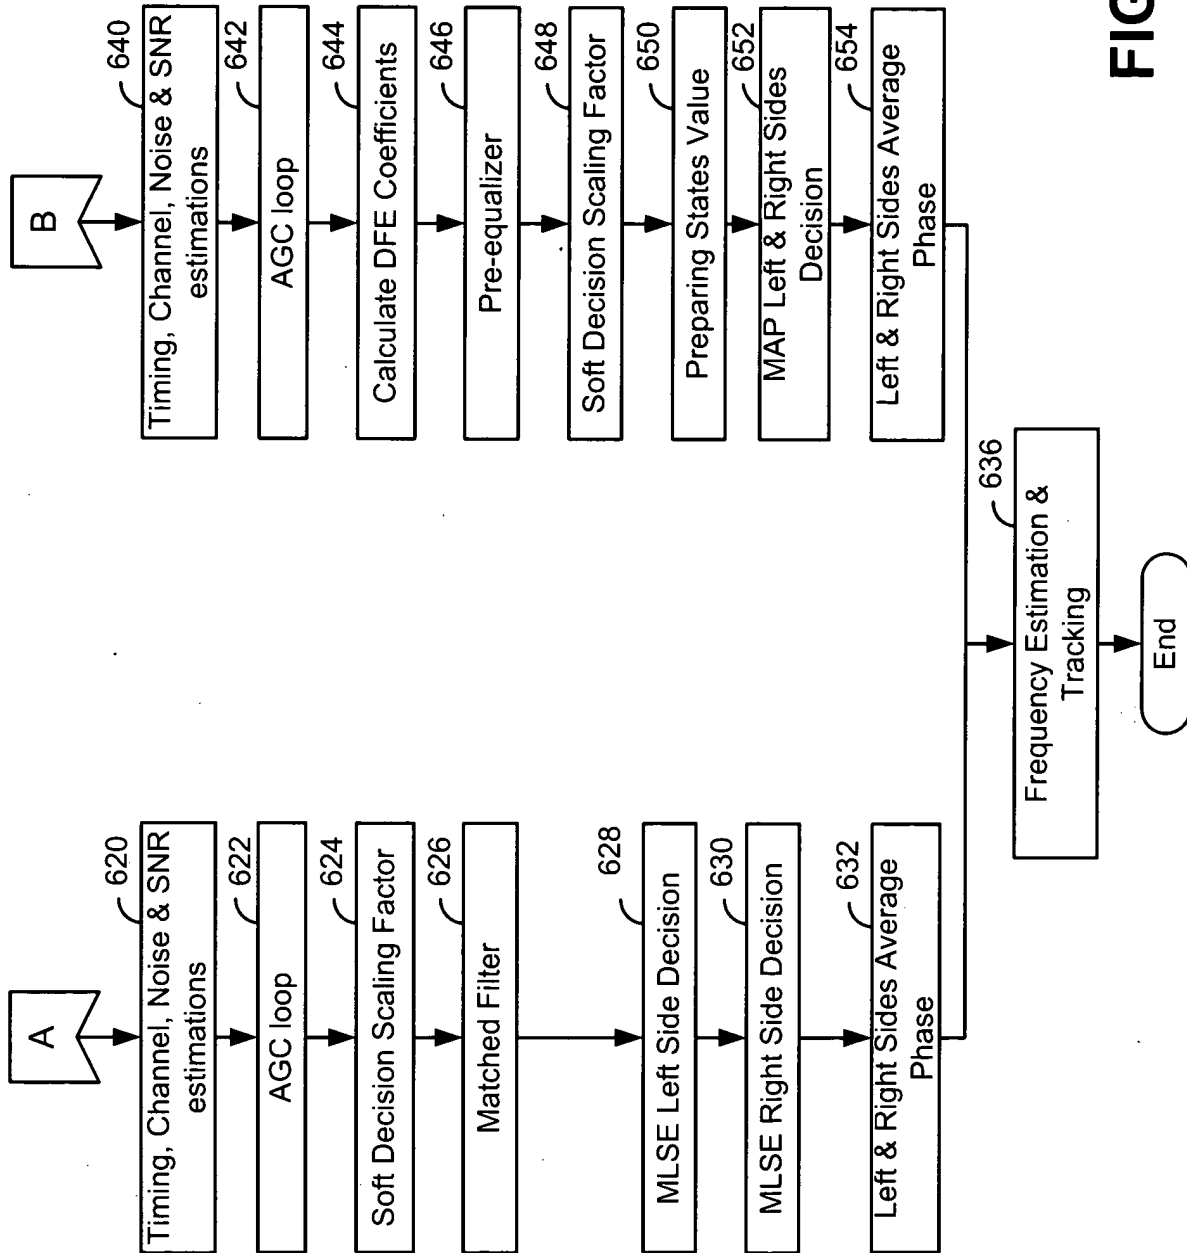 A
620
Timing, Channel, Noise & SNR
estimations
622
AGC loop
624
Soft Decision Scaling Factor
626
Matched Filter
628
MLSE Left Side Decision
630
MLSE Right Side Decision
632
Left & Right Sides Average
Phase
B
640
Timing, Channel, Noise & SNR
estimations
642
AGC loop
644
Calculate DFE Coefficients
646
Pre-equalizer
648
Soft Decision Scaling Factor
650
Preparing States Value
652
MAP Left & Right Sides
Decision
654
Left & Right Sides Average
Phase
636
Frequency Estimation &
Tracking
End
FIG